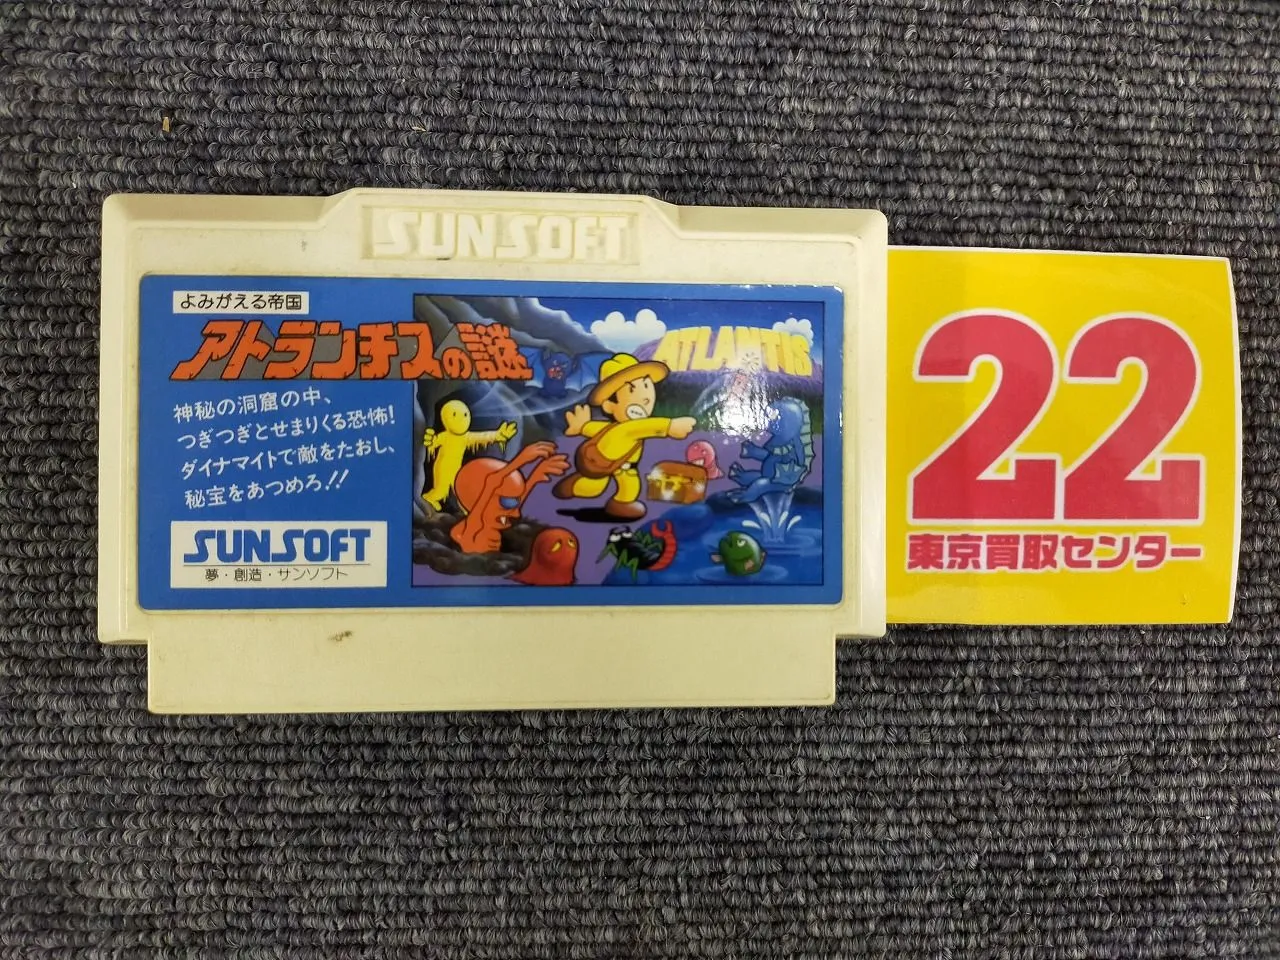 SUNSOFT
よみがえる帝国
アトランチスの謎
ATLANTIS
神秘の洞窟の中、
つぎつぎとせまりくる恐怖!
ダイナマイトで敵をたおし、
秘宝をあつめろ!!
SUNSOFT
夢・創造・サンソフト
22
東京買取センター